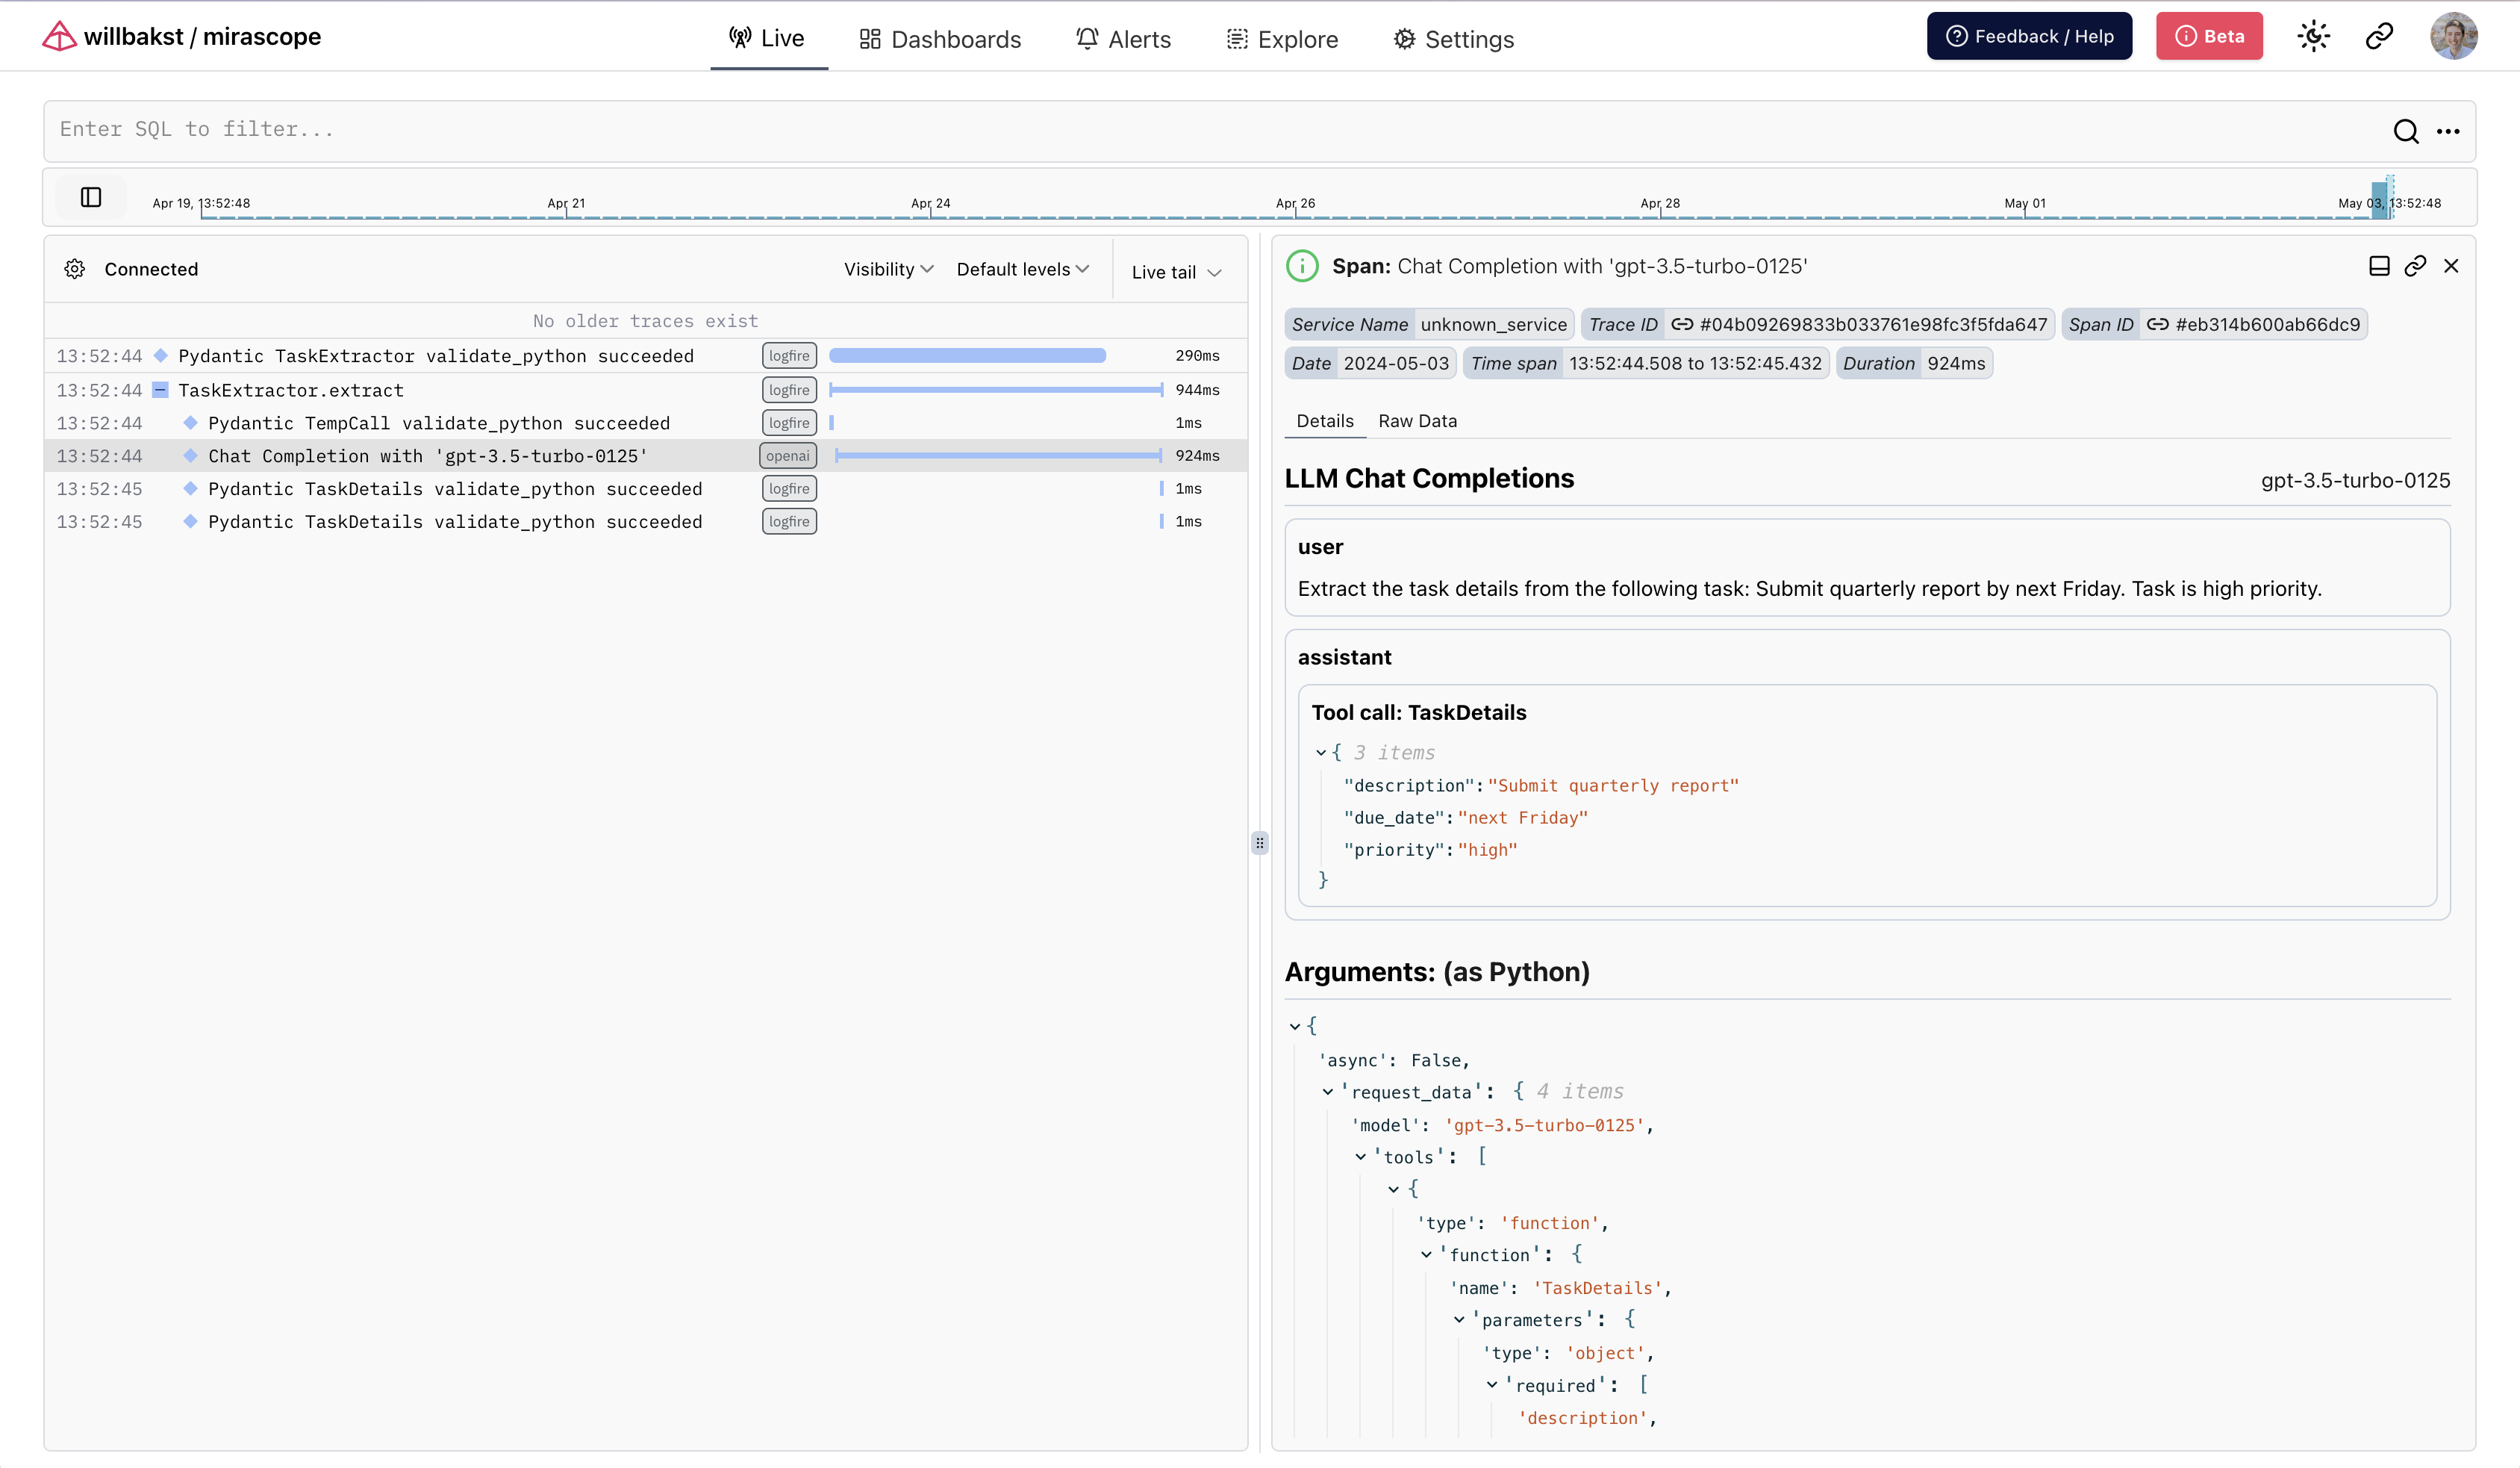 willbakst / mirascope
Live
Dashboards
Alerts
Explore
Settings
Feedback / Help
Beta
Enter SQL to filter...
Apr 19, 13:52:48
Apr 21
Apr 24
Apr 26
Apr 28
May 01
May 03, 13:52:48
Connected
Visibility
Default levels
Live tail
No older traces exist
13:52:44 Pydantic TaskExtractor validate_python succeeded logfire 290ms
13:52:44 TaskExtractor.extract logfire 944ms
13:52:44 Pydantic TempCall validate_python succeeded logfire 1ms
13:52:44 Chat Completion with 'gpt-3.5-turbo-0125' openai 924ms
13:52:45 Pydantic TaskDetails validate_python succeeded logfire 1ms
13:52:45 Pydantic TaskDetails validate_python succeeded logfire 1ms
Span: Chat Completion with 'gpt-3.5-turbo-0125'
Service Name unknown_service Trace ID #04b09269833b033761e98fc3f5fda647 Span ID #eb314b600ab66dc9
Date 2024-05-03 Time span 13:52:44.508 to 13:52:45.432 Duration 924ms
Details Raw Data
LLM Chat Completions gpt-3.5-turbo-0125
user
Extract the task details from the following task: Submit quarterly report by next Friday. Task is high priority.
assistant
Tool call: TaskDetails
{ 3 items
"description":"Submit quarterly report"
"due_date":"next Friday"
"priority":"high"
}
Arguments: (as Python)
{
'async': False,
'request_data': { 4 items
'model': 'gpt-3.5-turbo-0125',
'tools': [
{
'type': 'function',
'function': {
'name': 'TaskDetails',
'parameters': {
'type': 'object',
'required': [
'description',